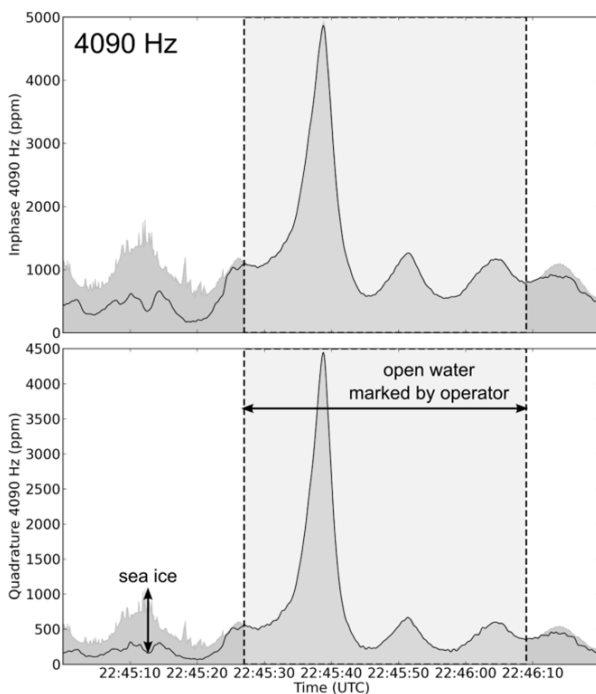 5000
4090 Hz
4000
3000
2000
1000
0
Inphase 4090 Hz (ppm)
4500
4000
3500
3000
2500
2000
1500
1000
500
0
Quadrature 4090 Hz (ppm)
open water
marked by operator
sea ice
22:45:10 22:45:20 22:45:30 22:45:40 22:45:50 22:46:00 22:46:10
Time (UTC)